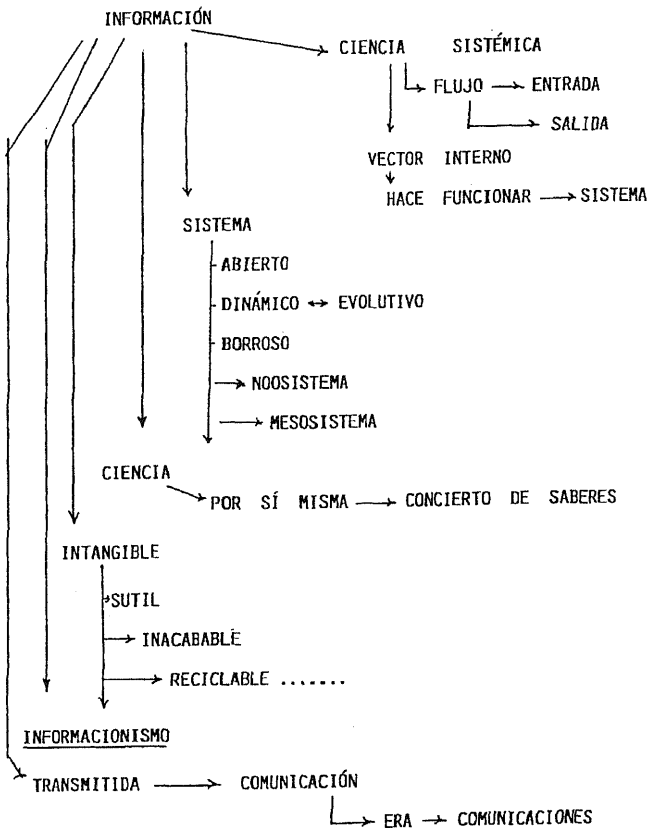 INFORMACIÓN
CIENCIA SISTÉMICA
FLUJO → ENTRADA
SALIDA
VECTOR INTERNO
HACE FUNCIONAR → SISTEMA
SISTEMA
ABIERTO
DINÁMICO ↔ EVOLUTIVO
BORROSO
NOOSISTEMA
MESOSISTEMA
CIENCIA
POR SÍ MISMA → CONCIERTO DE SABERES
INTANGIBLE
SUTIL
INACABABLE
RECICLABLE .......
INFORMACIONISMO
TRANSMITIDA → COMUNICACIÓN
ERA → COMUNICACIONES